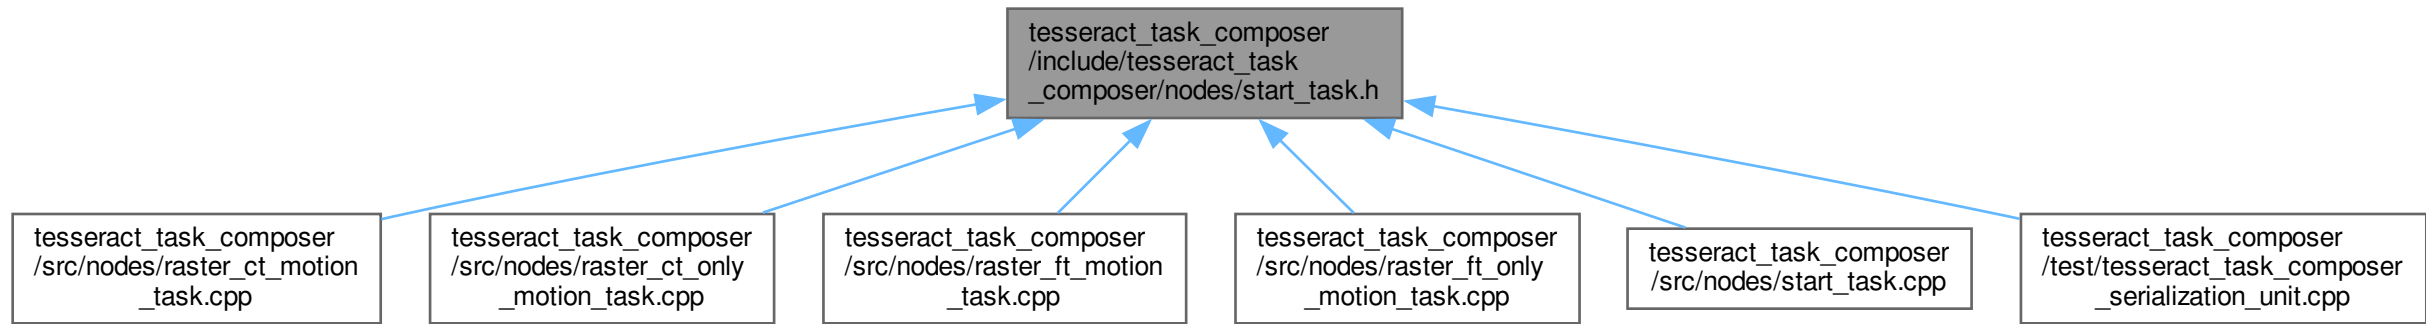 tesseract_task_composer
/include/tesseract_task
_composer/nodes/start_task.h
tesseract_task_composer
/src/nodes/raster_ct_motion
_task.cpp
tesseract_task_composer
/src/nodes/raster_ct_only
_motion_task.cpp
tesseract_task_composer
/src/nodes/raster_ft_motion
_task.cpp
tesseract_task_composer
/src/nodes/raster_ft_only
_motion_task.cpp
tesseract_task_composer
/src/nodes/start_task.cpp
tesseract_task_composer
/test/tesseract_task_composer
_serialization_unit.cpp